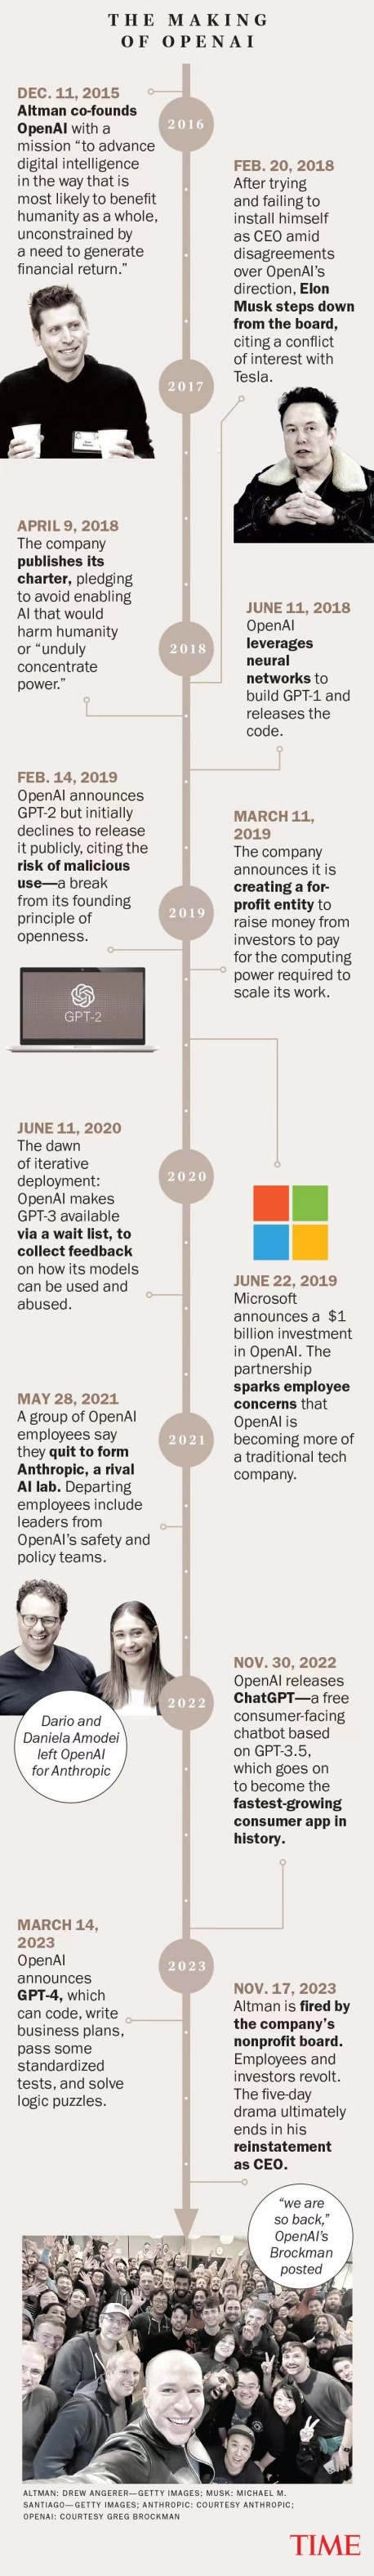 THE MAKING
OF OPENAI
DEC. 11, 2015
Altman co-founds
OpenAI with a
mission “to advance
digital intelligence
in the way that is
most likely to benefit
humanity as a whole,
unconstrained by
a need to generate
financial return.”
2016
FEB. 20, 2018
After trying
and failing to
install himself
as CEO amid
disagreements
over OpenAI’s
direction, Elon
Musk steps down
from the board,
citing a conflict
of interest with
Tesla.
2017
APRIL 9, 2018
The company
publishes its
charter, pledging
to avoid enabling
AI that would
harm humanity
or “unduly
concentrate
power.”
2018
JUNE 11, 2018
OpenAI
leverages
neural
networks to
build GPT-1 and
releases the
code.
FEB. 14, 2019
OpenAI announces
GPT-2 but initially
declines to release
it publicly, citing the
risk of malicious
use—a break
from its founding
principle of
openness.
GPT-2
2019
MARCH 11,
2019
The company
announces it is
creating a for-
profit entity to
raise money from
investors to pay
for the computing
power required to
scale its work.
JUNE 11, 2020
The dawn
of iterative
deployment:
OpenAI makes
GPT-3 available
via a wait list, to
collect feedback
on how its models
can be used and
abused.
2020
JUNE 22, 2019
Microsoft
announces a $1
billion investment
in OpenAI. The
partnership
sparks employee
concerns that
OpenAI is
becoming more of
a traditional tech
company.
MAY 28, 2021
A group of OpenAI
employees say
they quit to form
Anthropic, a rival
AI lab. Departing
employees include
leaders from
OpenAI’s safety and
policy teams.
2021
Dario and
Daniela Amodei
left OpenAI
for Anthropic
2022
NOV. 30, 2022
OpenAI releases
ChatGPT—a free
consumer-facing
chatbot based
on GPT-3.5,
which goes on
to become the
fastest-growing
consumer app in
history.
MARCH 14,
2023
OpenAI
announces
GPT-4, which
can code, write
business plans,
pass some
standardized
tests, and solve
logic puzzles.
2023
NOV. 17, 2023
Altman is fired by
the company’s
nonprofit board.
Employees and
investors revolt.
The five-day
drama ultimately
ends in his
reinstatement
as CEO.
“we are
so back,”
OpenAI’s
Brockman
posted
ALTMAN: DREW ANGERER—GETTY IMAGES; MUSK: MICHAEL M.
SANTIAGO—GETTY IMAGES; ANTHROPIC: COURTESY ANTHROPIC;
OPENAI: COURTESY GREG BROCKMAN
TIME